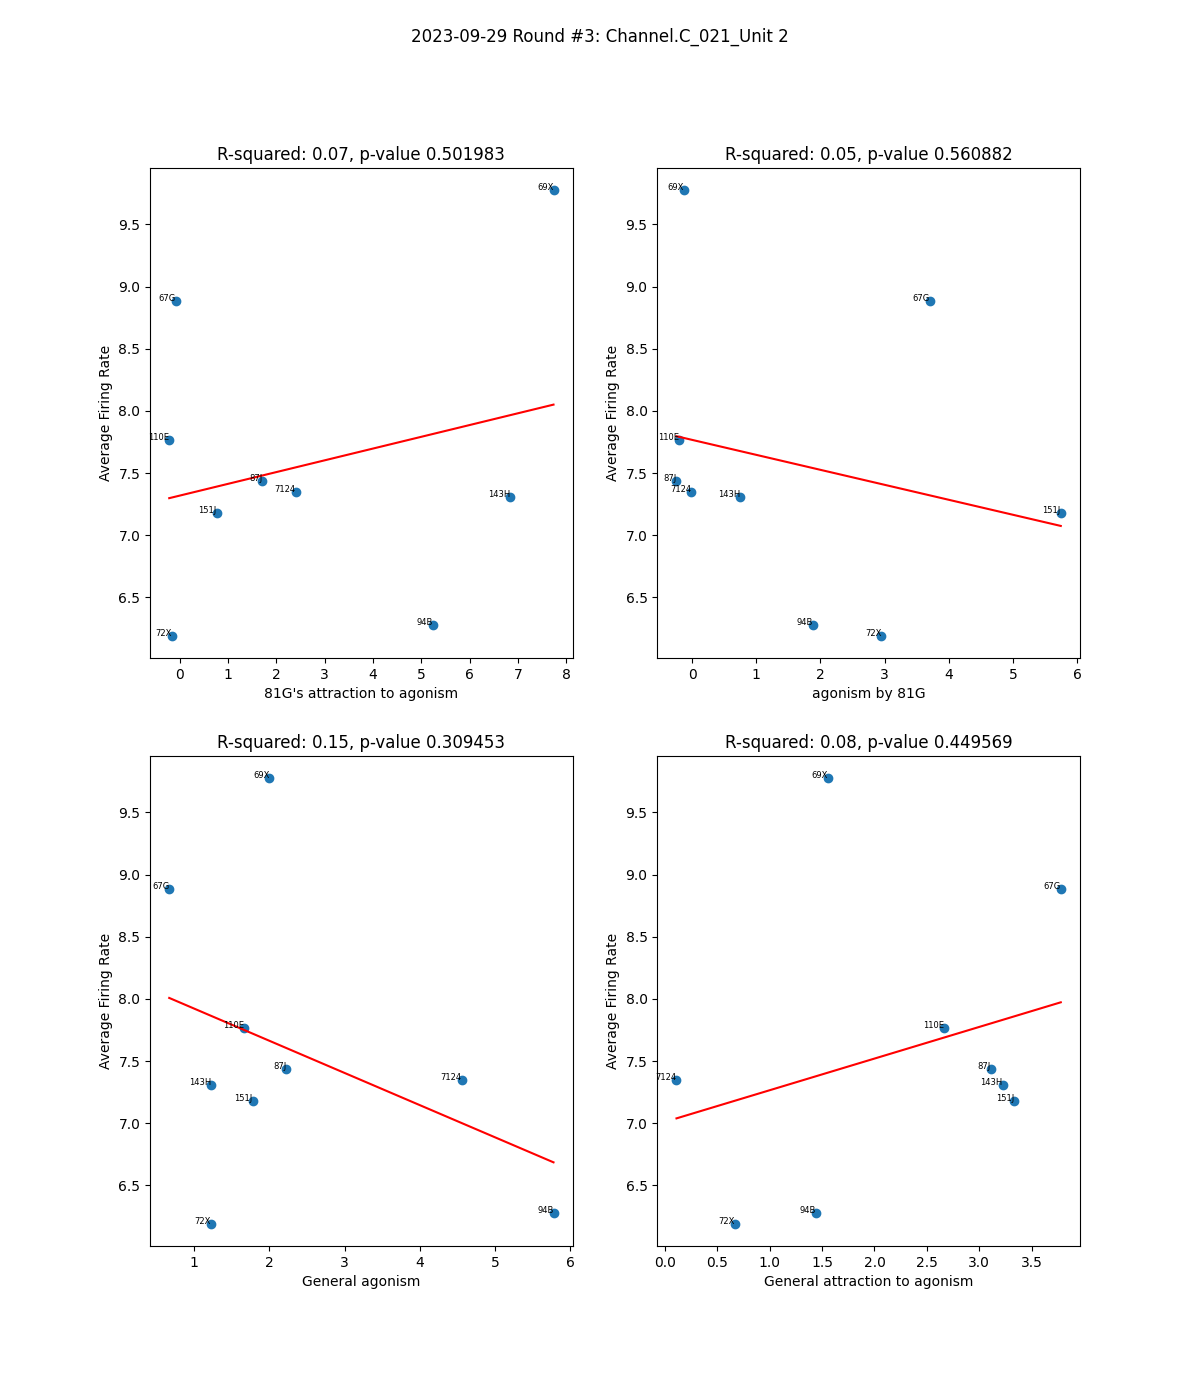 2023-09-29 Round #3: Channel.C_021_Unit 2
R-squared: 0.07, p-value 0.501983
Average Firing Rate
9.5
9.0
8.5
8.0
7.5
7.0
6.5
69X
67G
110E
87J
7124
143H
151J
94B
72X
0 1 2 3 4 5 6 7 8
81G's attraction to agonism
R-squared: 0.05, p-value 0.560882
Average Firing Rate
9.5
9.0
8.5
8.0
7.5
7.0
6.5
69X
67G
110E
87J
7124
143H
151J
94B
72X
0 1 2 3 4 5 6
agonism by 81G
R-squared: 0.15, p-value 0.309453
Average Firing Rate
9.5
9.0
8.5
8.0
7.5
7.0
6.5
69X
67G
110E
87J
7124
143H
151J
94B
72X
1 2 3 4 5 6
General agonism
R-squared: 0.08, p-value 0.449569
Average Firing Rate
9.5
9.0
8.5
8.0
7.5
7.0
6.5
69X
67G
110E
87J
7124
143H
151J
94B
72X
0.0 0.5 1.0 1.5 2.0 2.5 3.0 3.5
General attraction to agonism